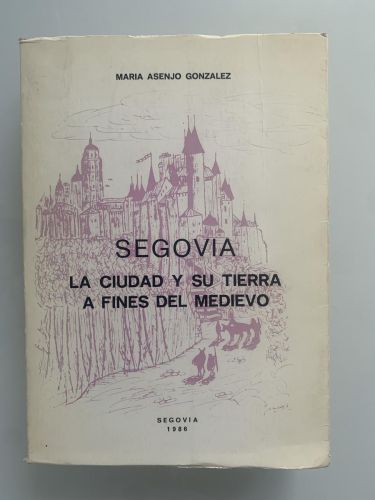 MARIA ASENJO GONZALEZ
SEGOVIA
LA CIUDAD Y SU TIERRA
A FINES DEL MEDIEVO
SEGOVIA
1986